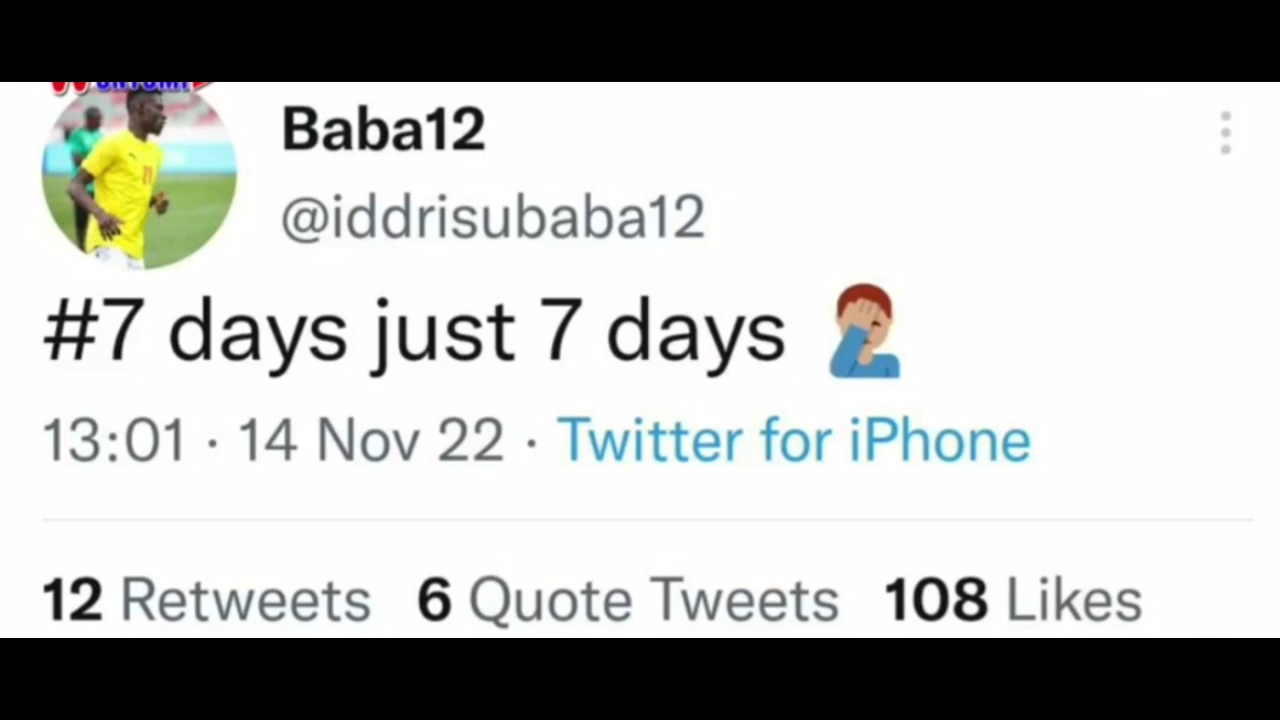 Baba12
@iddrisubaba12
#7 days just 7 days 🤦🏽‍♂️
13:01 · 14 Nov 22 · Twitter for iPhone
12 Retweets 6 Quote Tweets 108 Likes